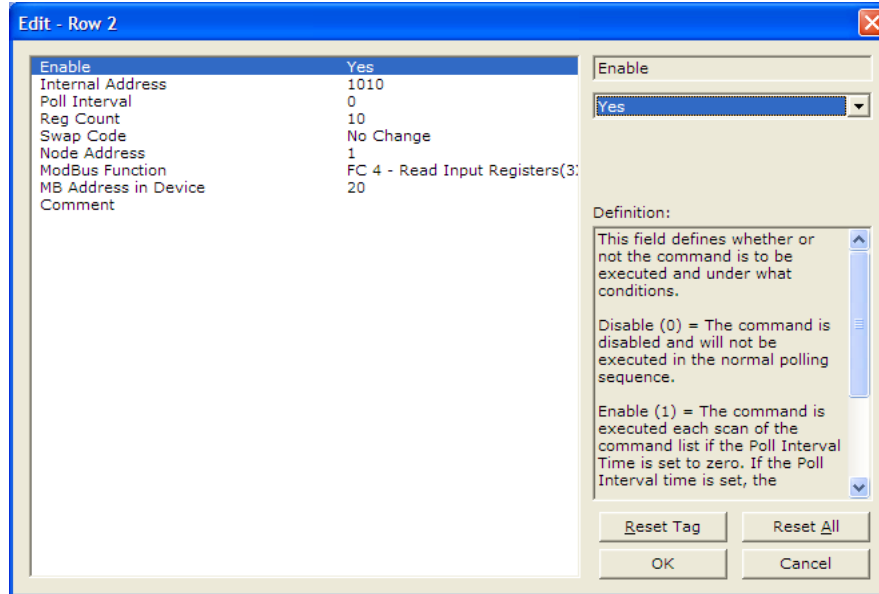 Edit - Row 2
Enable Yes
Internal Address 1010
Poll Interval 0
Reg Count 10
Swap Code No Change
Node Address 1
ModBus Function FC 4 - Read Input Registers(3
MB Address in Device 20
Comment
Enable
Yes
Definition:
This field defines whether or
not the command is to be
executed and under what
conditions.
Disable (0) = The command is
disabled and will not be
executed in the normal polling
sequence.
Enable (1) = The command is
executed each scan of the
command list if the Poll Interval
Time is set to zero. If the Poll
Interval time is set, the
Reset Tag Reset All
OK Cancel